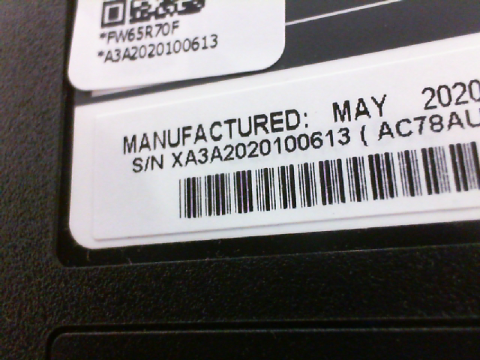 *FW65R70F
*A3A2020100613
MANUFACTURED: MAY 2020
S/N XA3A2020100613 ( AC78AU